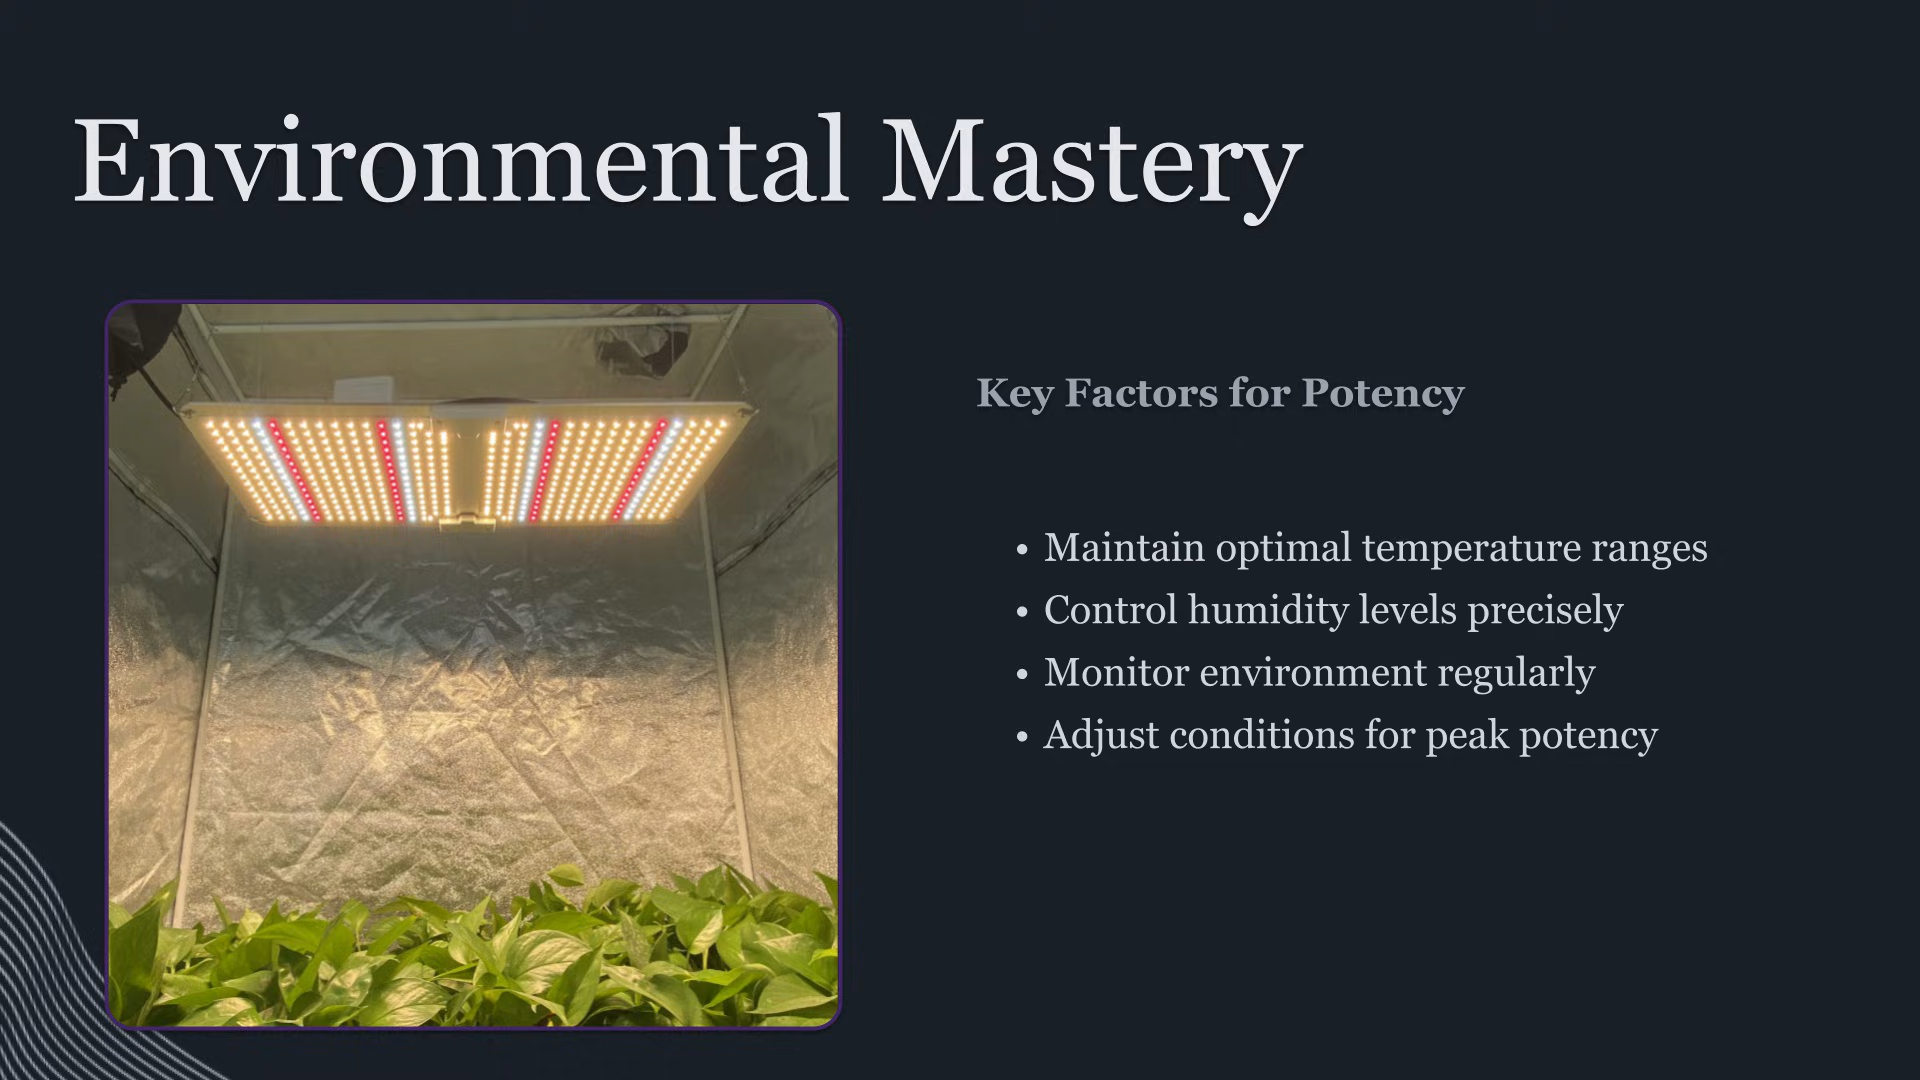 Environmental Mastery
Key Factors for Potency
• Maintain optimal temperature ranges
• Control humidity levels precisely
• Monitor environment regularly
• Adjust conditions for peak potency